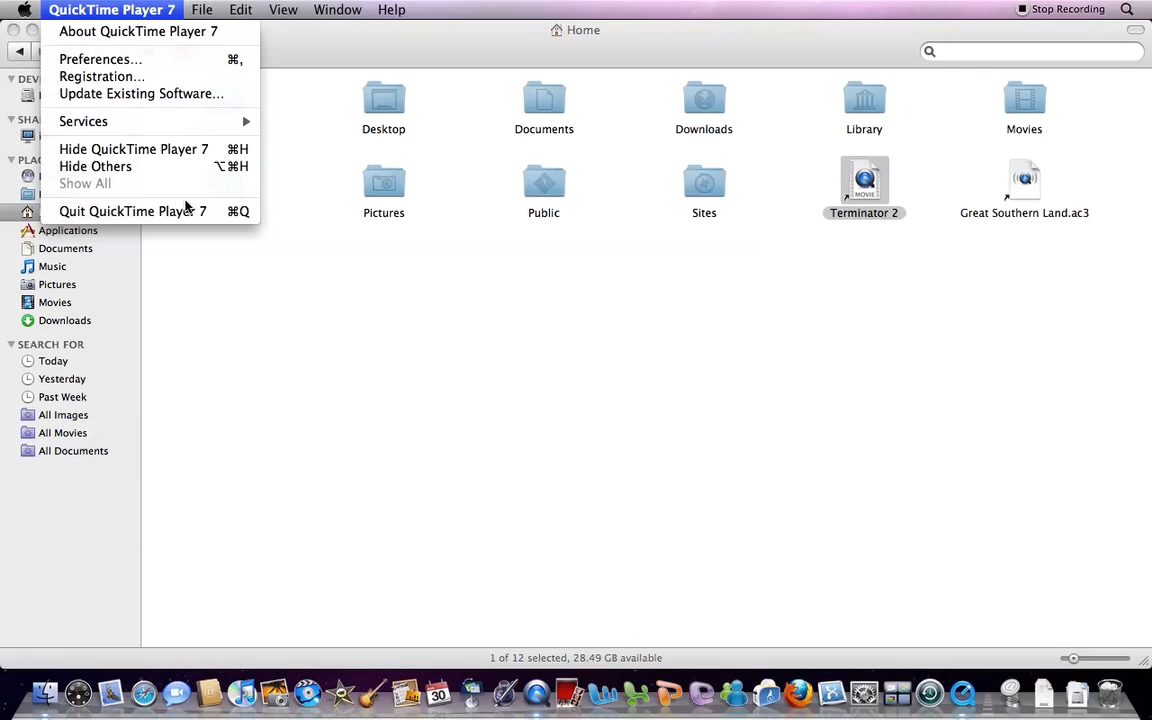 QuickTime Player 7 File Edit View Window Help Stop Recording
About QuickTime Player 7
Preferences... ⌘,
Registration...
Update Existing Software...
Services
Hide QuickTime Player 7 ⌘H
Hide Others ⌥⌘H
Show All
Quit QuickTime Player 7 ⌘Q
Home
DEV
SHA
PLAC
Applications
Documents
Music
Pictures
Movies
Downloads
SEARCH FOR
Today
Yesterday
Past Week
All Images
All Movies
All Documents
Desktop Documents Downloads Library Movies
Pictures Public Sites Terminator 2 Great Southern Land.ac3
MOVIE
1 of 12 selected, 28.49 GB available
30